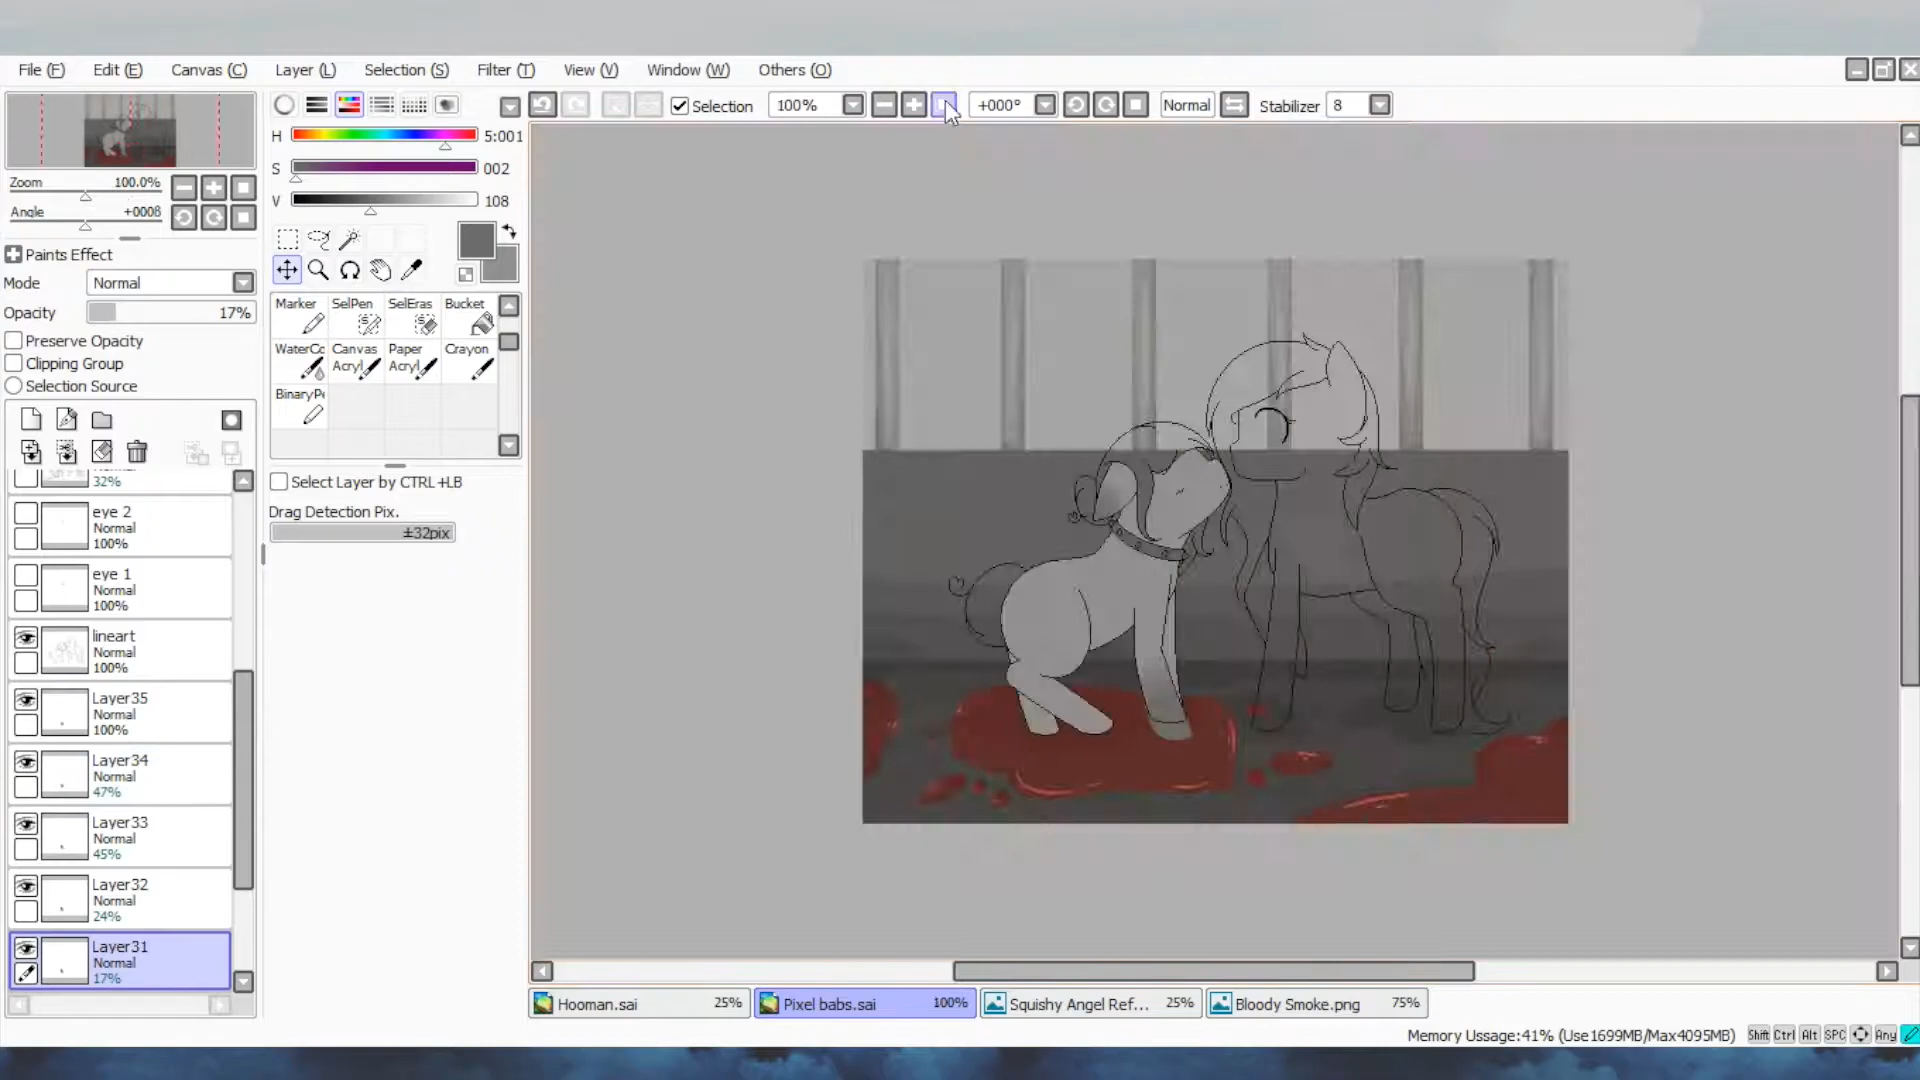 File (F) Edit (E) Canvas (C) Layer (L) Selection (S) Filter (T) View (V) Window (W) Others (O)
Selection 100% +000° Normal Stabilizer 8
H 5:001
S 002
V 108
Zoom 100.0%
Angle +0008
Paints Effect
Mode Normal
Opacity 17%
Preserve Opacity
Clipping Group
Selection Source
Marker SelPen SelEras Bucket
WaterCo Canvas Paper Crayon
Acryl Acryl
BinaryPe
Select Layer by CTRL+LB
Drag Detection Pix.
±32pix
32%
eye 2
Normal
100%
eye 1
Normal
100%
lineart
Normal
100%
Layer35
Normal
100%
Layer34
Normal
47%
Layer33
Normal
45%
Layer32
Normal
24%
Layer31
Normal
17%
Hooman.sai 25% Pixel babs.sai 100% Squishy Angel Ref... 25% Bloody Smoke.png 75%
Memory Ussage:41% (Use1699MB/Max4095MB) Shift Ctrl Alt SPC Any